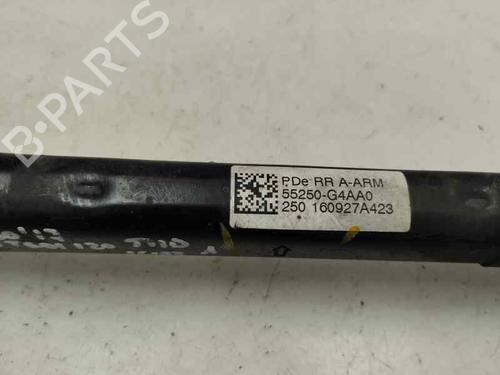 B-PARTS
PDe RR A-ARM
55250-G4AA0
250 160927A423